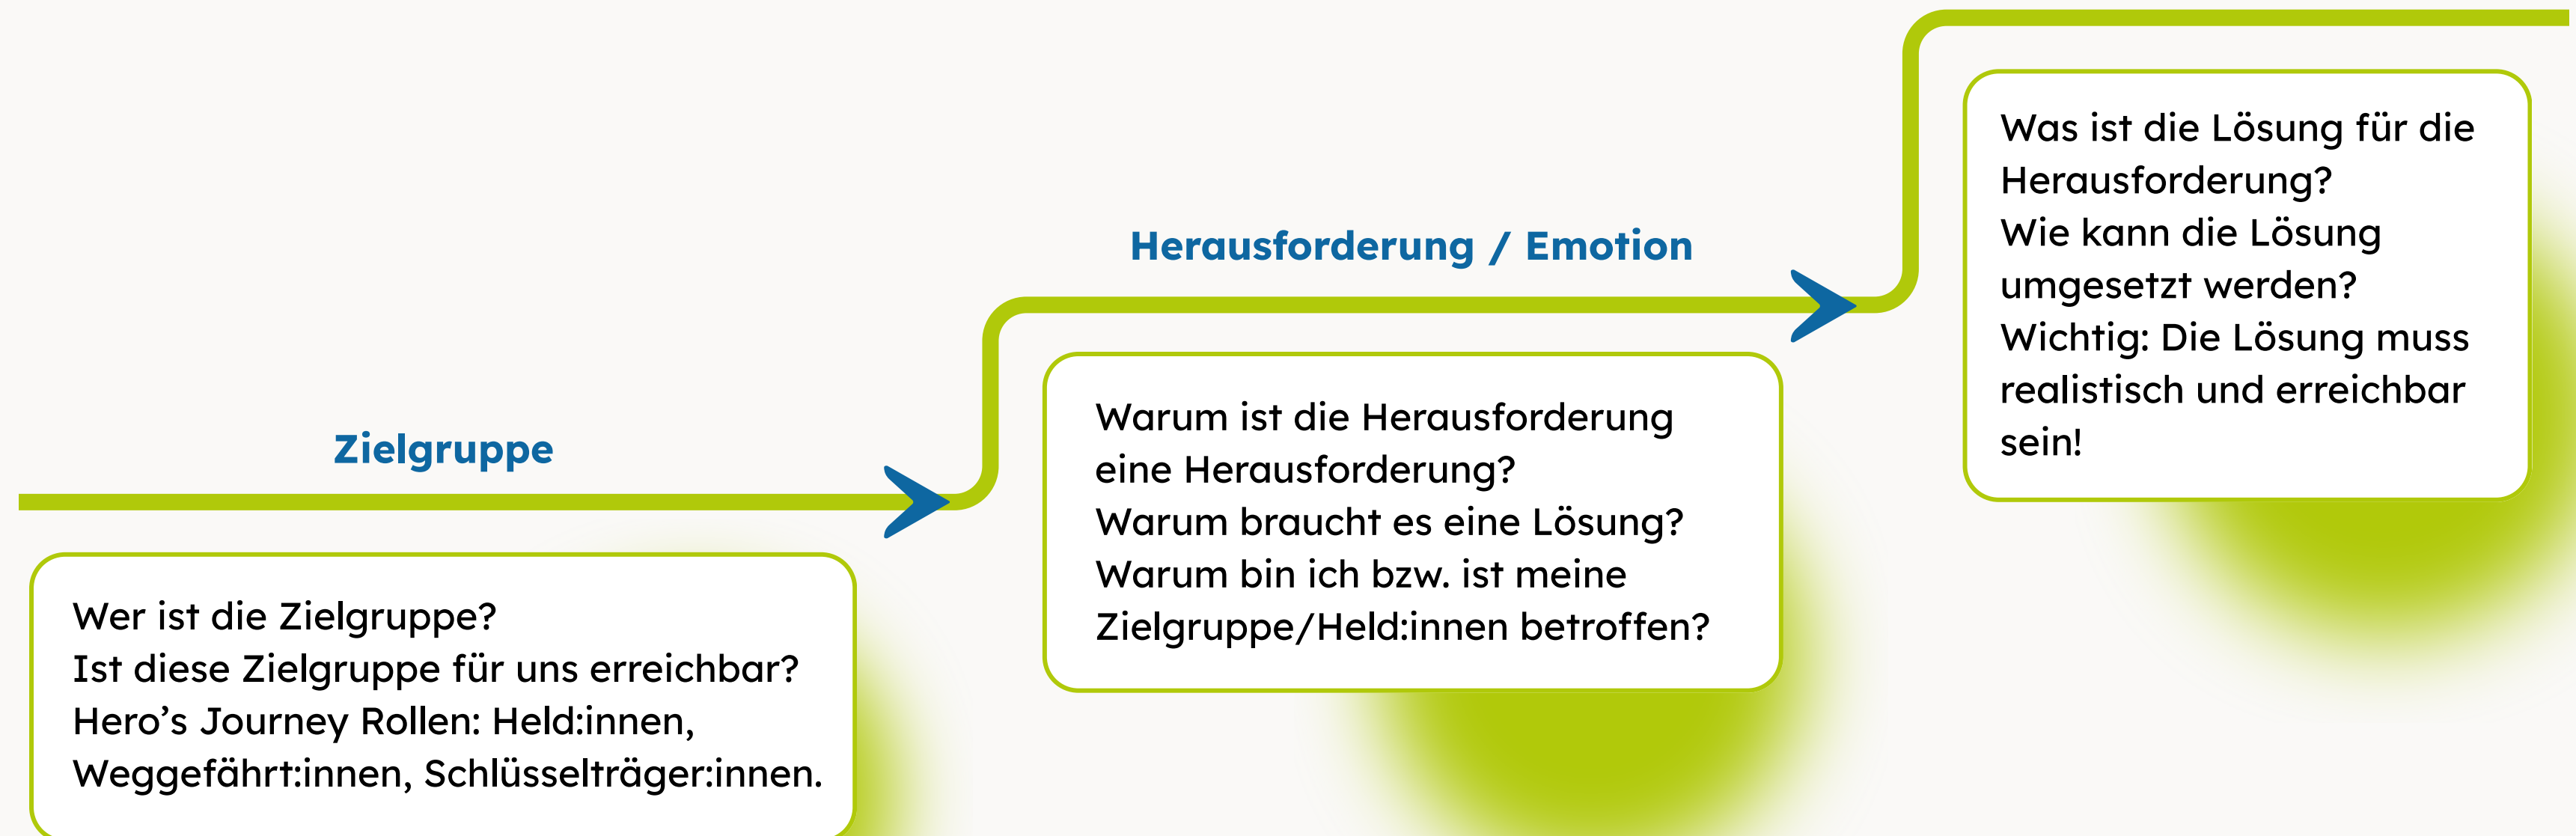 Zielgruppe
Wer ist die Zielgruppe?
Ist diese Zielgruppe für uns erreichbar?
Hero’s Journey Rollen: Held:innen,
Weggefährt:innen, Schlüsselträger:innen.
Herausforderung / Emotion
Warum ist die Herausforderung
eine Herausforderung?
Warum braucht es eine Lösung?
Warum bin ich bzw. ist meine
Zielgruppe/Held:innen betroffen?
Was ist die Lösung für die
Herausforderung?
Wie kann die Lösung
umgesetzt werden?
Wichtig: Die Lösung muss
realistisch und erreichbar
sein!